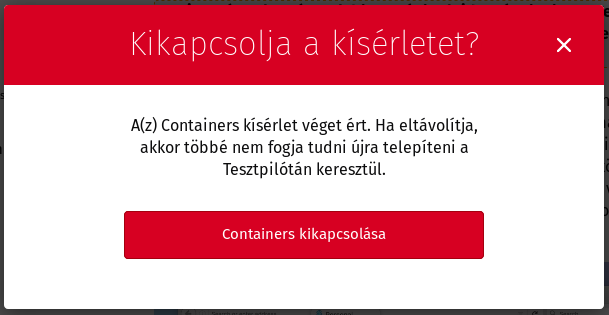 Kikapcsolja a kísérletet?
A(z) Containers kísérlet véget ért. Ha eltávolítja,
akkor többé nem fogja tudni újra telepíteni a
Tesztpilótán keresztül.
Containers kikapcsolása